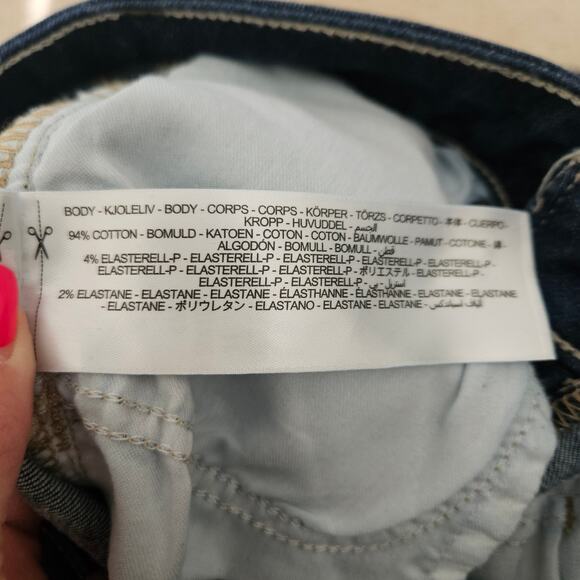 BODY - KJOLELIV - BODY - CORPS - CORPS - KÖRPER - TÖRZS - CORPETTO - 本体 - CUERPO -
KROPP - HUVUDDEL - الجسم
94% COTTON - BOMULD - KATOEN - COTTON - COTON - BAUMWOLLE - PAMUT - COTONE - 綿 -
ALGODÓN - BOMULL - BOMULL - قطن
4% ELASTERELL-P - ELASTERELL-P - ELASTERELL-P - ELASTERELL-P - ELASTERELL-P -
ELASTERELL-P - ELASTERELL-P - ELASTERELL-P - ポリエステル - ELASTERELL-P -
ELASTERELL-P - ELASTERELL-P -
2% ELASTANE - ELASTANE - ELASTANE - ÉLASTHANNE - ÉLASTHANNE - ELASTANE - ELASTANE
- ELASTANE - ポリウレタン - ELASTANO - ELASTANE - ELASTANE -